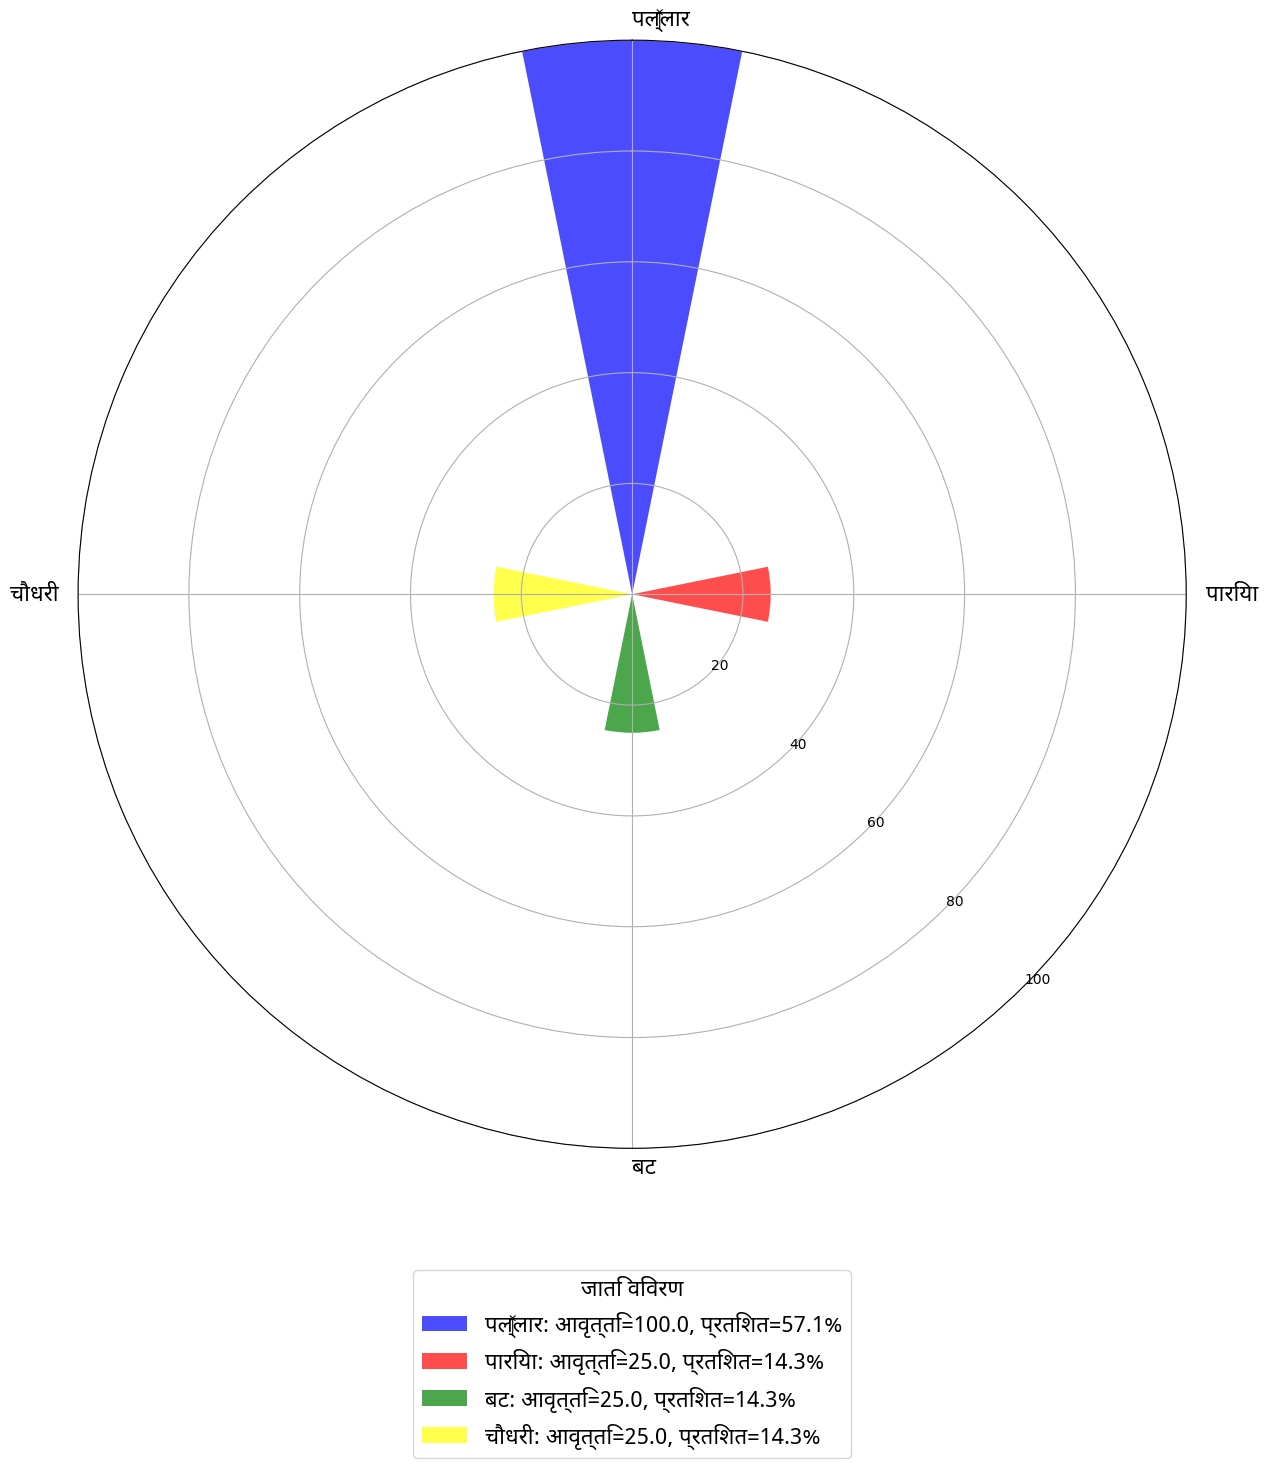 पल्ॅलार
चौधरी
पारिया
20
40
60
80
100
बट
जाति विवरण
पल्ॅलार: आवृत्ति=100.0, प्रतिशत=57.1%
पारिया: आवृत्ति=25.0, प्रतिशत=14.3%
बट: आवृत्ति=25.0, प्रतिशत=14.3%
चौधरी: आवृत्ति=25.0, प्रतिशत=14.3%